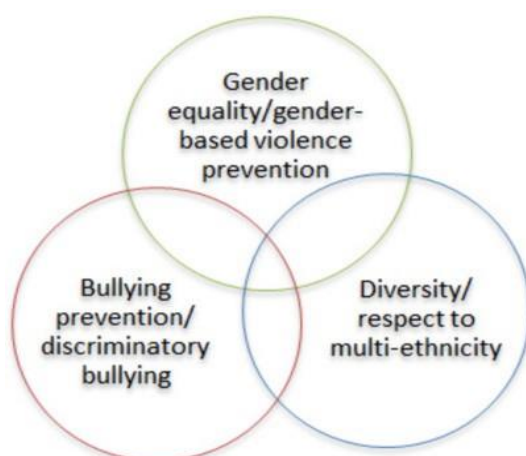 Gender
equality/gender-
based violence
prevention
Bullying
prevention/
discriminatory
bullying
Diversity/
respect to
multi-ethnicity